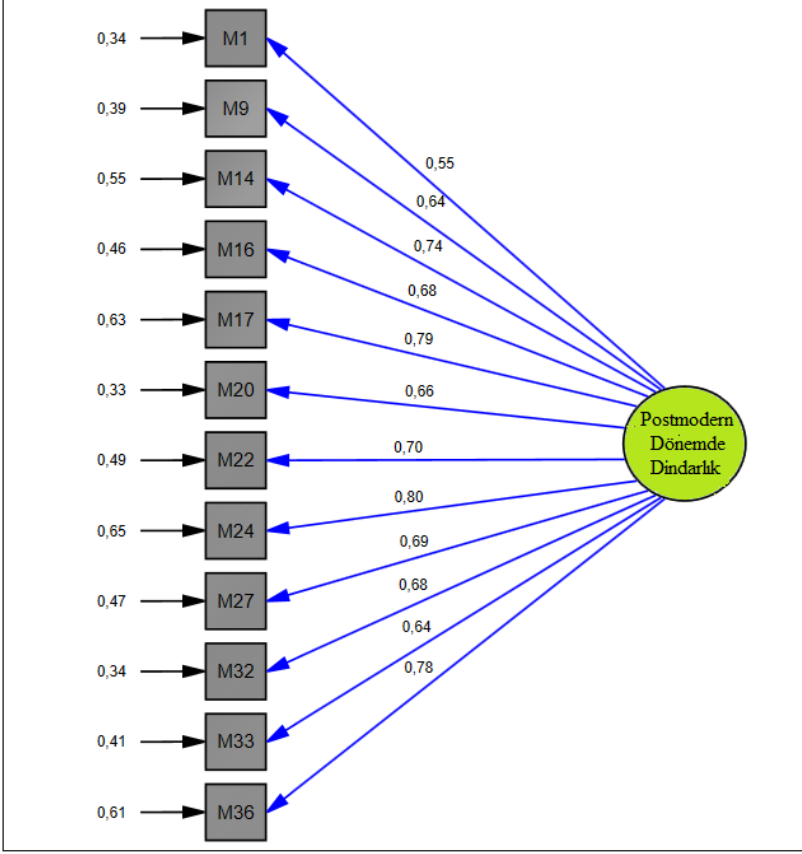 0,34 M1
0,39 M9
0,55 M14
0,46 M16
0,63 M17
0,33 M20
0,49 M22
0,65 M24
0,47 M27
0,34 M32
0,41 M33
0,61 M36
0,55
0,64
0,74
0,68
0,79
0,66
0,70
0,80
0,69
0,68
0,64
0,78
Postmodern
Dönemde
Dindarlık